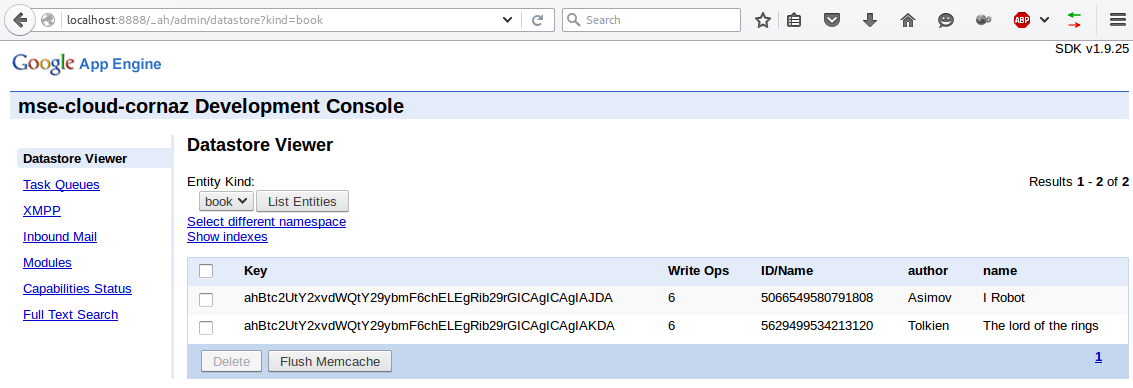 localhost:8888/_ah/admin/datastore?kind=book
Search
ABP
SDK v1.9.25
Google App Engine
mse-cloud-cornaz Development Console
Datastore Viewer
Task Queues
XMPP
Inbound Mail
Modules
Capabilities Status
Full Text Search
Datastore Viewer
Entity Kind:
Results 1 - 2 of 2
book List Entities
Select different namespace
Show indexes
Key Write Ops ID/Name author name
ahBtc2UtY2xvdWQtY29ybmF6chELEgRib29rGICAgICAgIAJDA 6 5066549580791808 Asimov I Robot
ahBtc2UtY2xvdWQtY29ybmF6chELEgRib29rGICAgICAgIAKDA 6 5629499534213120 Tolkien The lord of the rings
Delete Flush Memcache 1